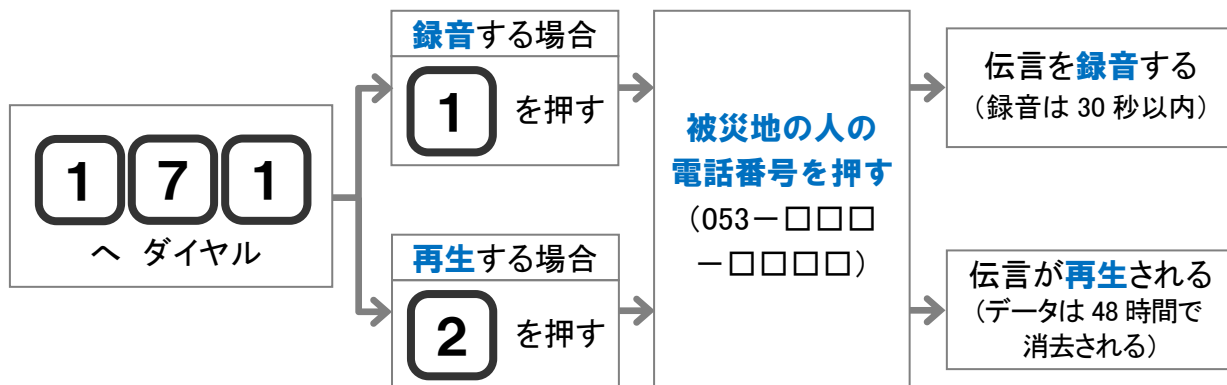 171
へ ダイヤル
録音する場合
1 を押す
再生する場合
2 を押す
被災地の人の
電話番号を押す
（053－□□□
－□□□□）
伝言を録音する
（録音は 30 秒以内）
伝言が再生される
（データは 48 時間で
消去される）